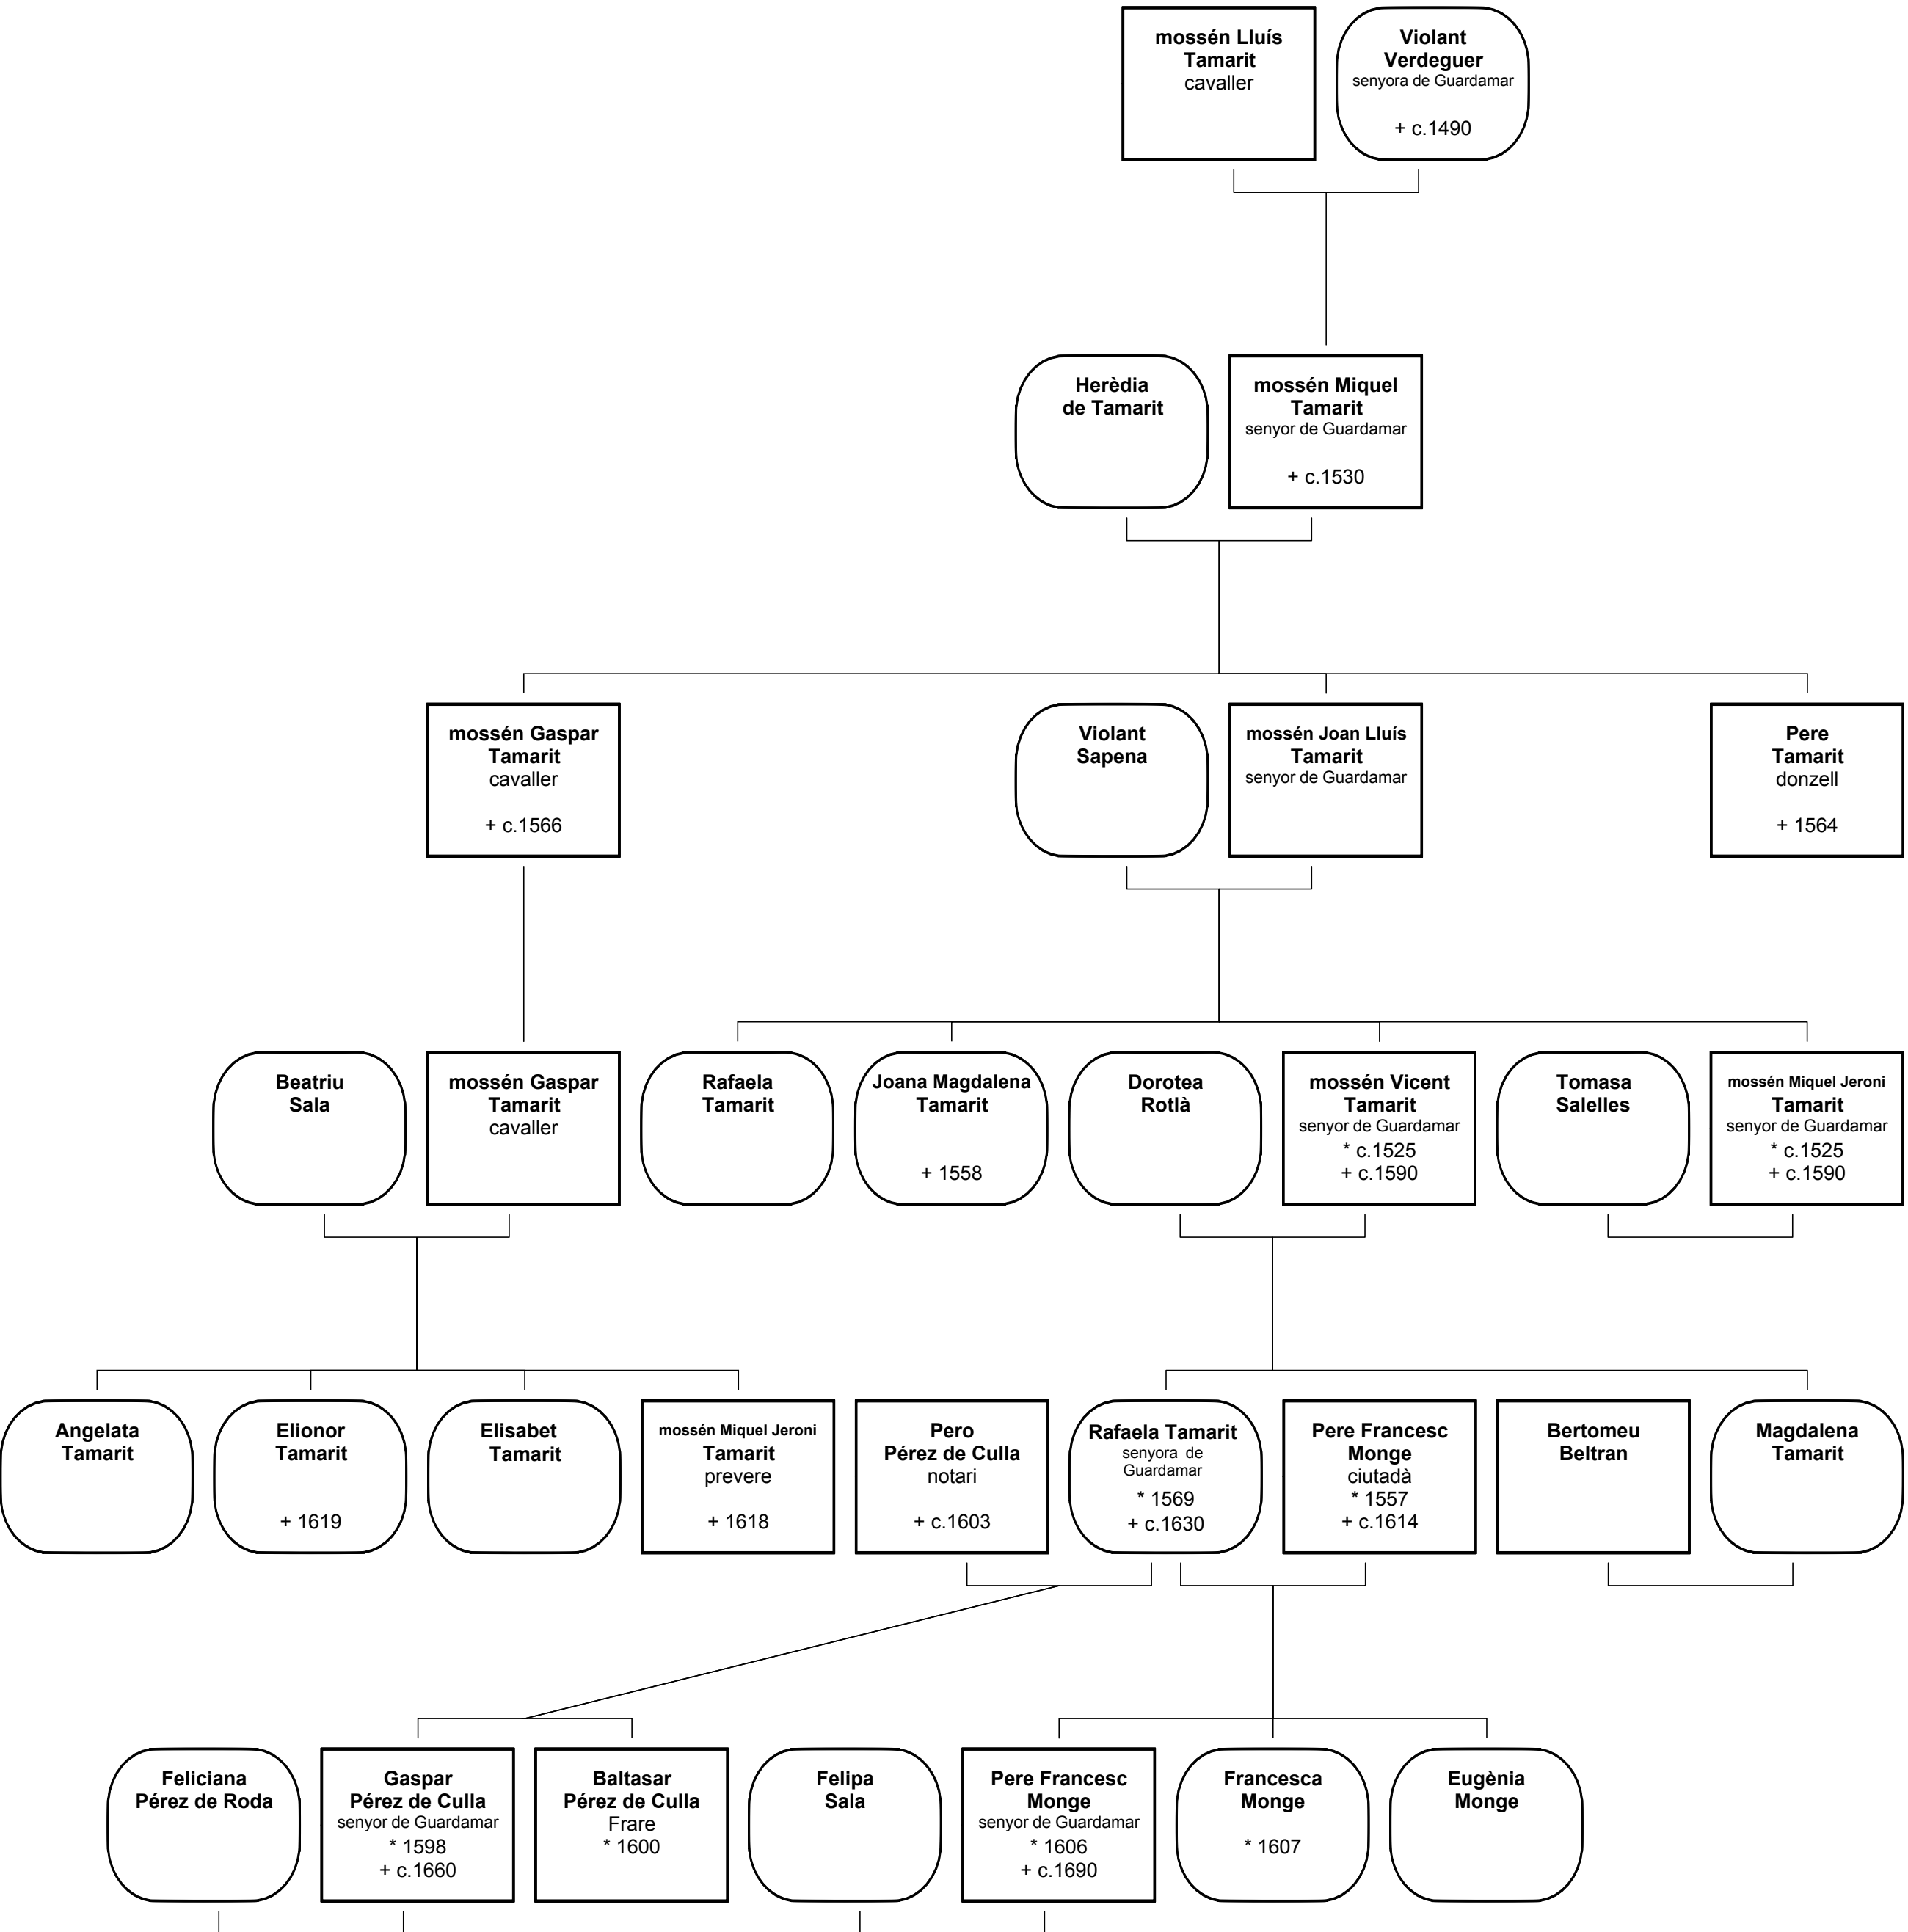 mossén Lluís
Tamarit
cavaller
Violant
Verdeguer
senyora de Guardamar
+ c.1490
Herèdia
de Tamarit
mossén Miquel
Tamarit
senyor de Guardamar
+ c.1530
mossén Gaspar
Tamarit
cavaller
+ c.1566
Violant
Sapena
mossén Joan Lluís
Tamarit
senyor de Guardamar
Pere
Tamarit
donzell
+ 1564
Beatriu
Sala
mossén Gaspar
Tamarit
cavaller
Rafaela
Tamarit
Joana Magdalena
Tamarit
+ 1558
Dorotea
Rotlà
mossén Vicent
Tamarit
senyor de Guardamar
* c.1525
+ c.1590
Tomasa
Salelles
mossén Miquel Jeroni
Tamarit
senyor de Guardamar
* c.1525
+ c.1590
Angelata
Tamarit
Elionor
Tamarit
+ 1619
Elisabet
Tamarit
mossén Miquel Jeroni
Tamarit
prevere
+ 1618
Pero
Pérez de Culla
notari
+ c.1603
Rafaela Tamarit
senyora de
Guardamar
* 1569
+ c.1630
Pere Francesc
Monge
ciutadà
* 1557
+ c.1614
Bertomeu
Beltran
Magdalena
Tamarit
Feliciana
Pérez de Roda
Gaspar
Pérez de Culla
senyor de Guardamar
* 1598
+ c.1660
Baltasar
Pérez de Culla
Frare
* 1600
Felipa
Sala
Pere Francesc
Monge
senyor de Guardamar
* 1606
+ c.1690
Francesca
Monge
* 1607
Eugènia
Monge